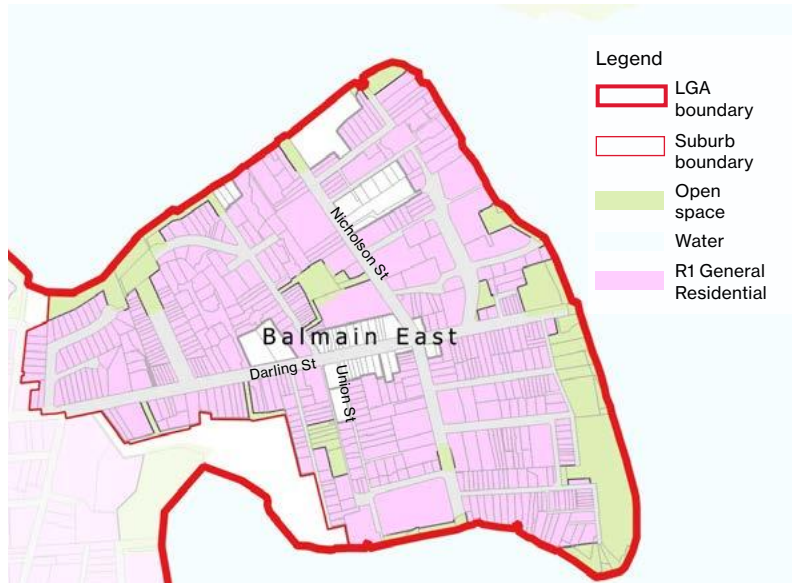 Legend
LGA
boundary
Suburb
boundary
Open
space
Water
R1 General
Residential
Nicholson St
Balmain East
Darling St
Union St